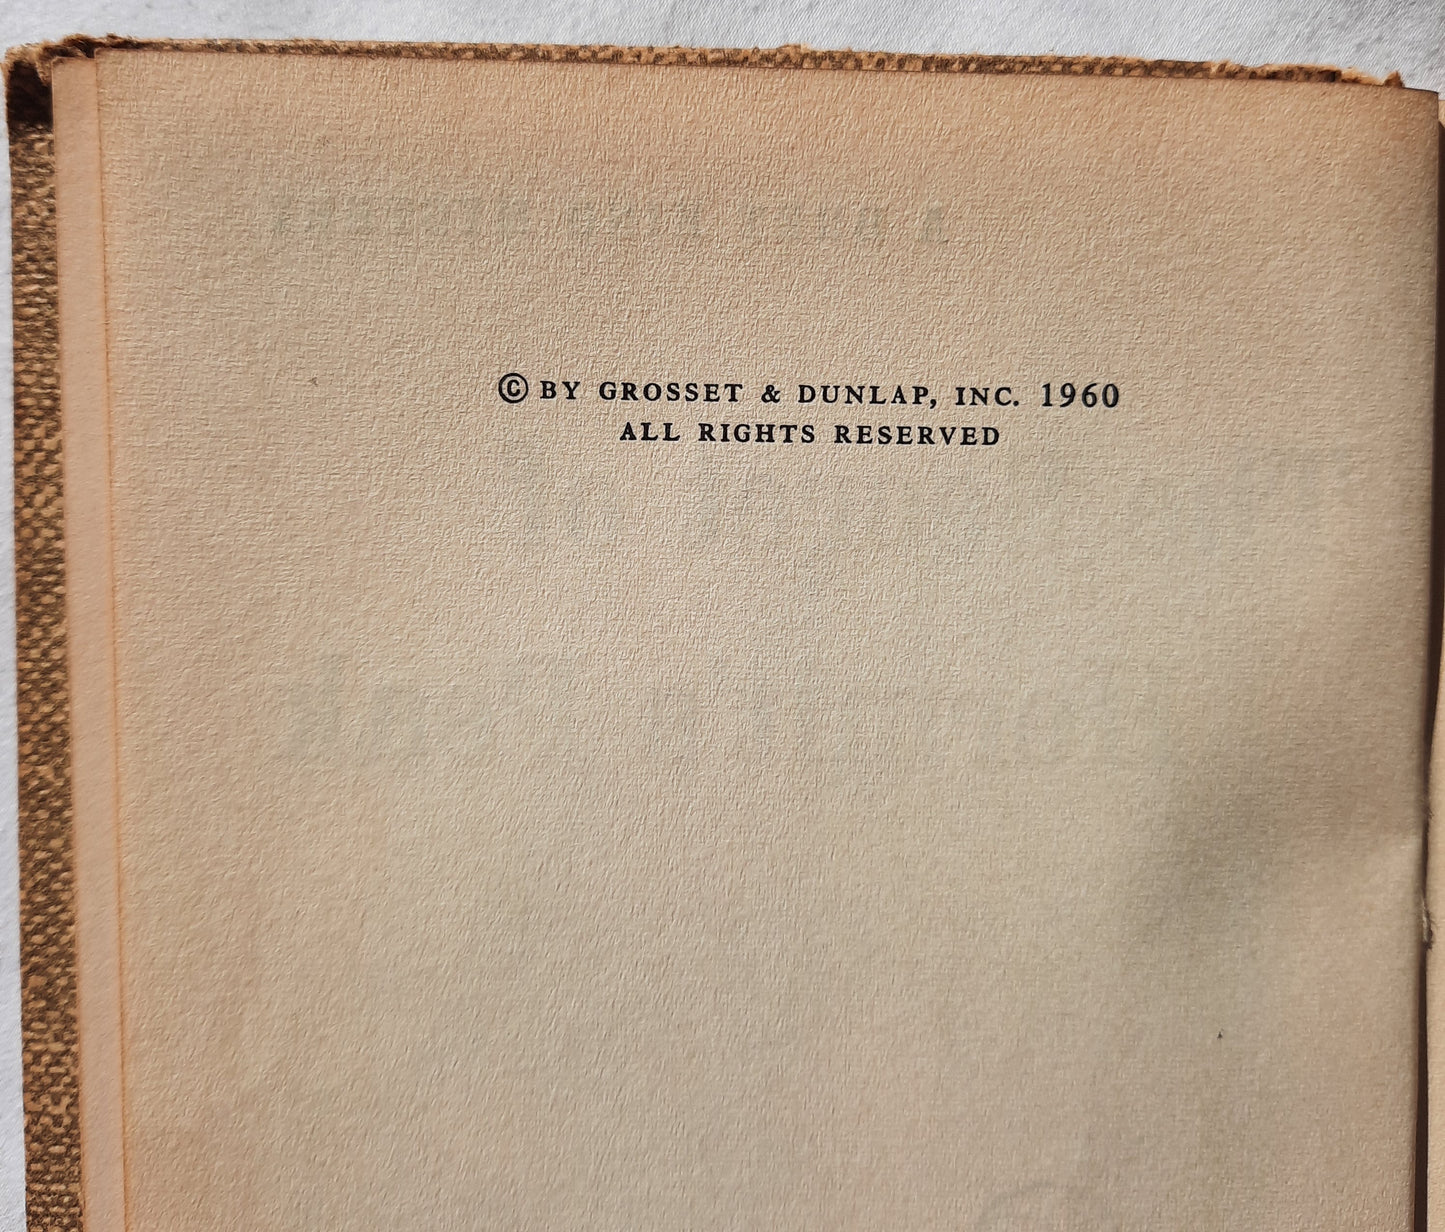 © BY GROSSET & DUNLAP, INC. 1960
ALL RIGHTS RESERVED